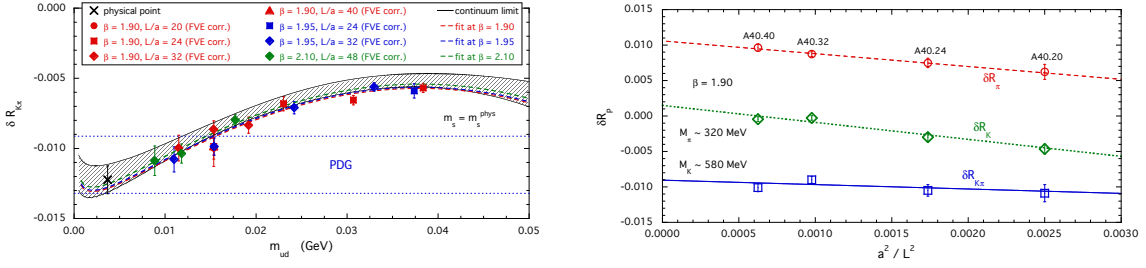 physical point
β = 1.90, L/a = 20 (FVE corr.)
β = 1.90, L/a = 24 (FVE corr.)
β = 1.90, L/a = 32 (FVE corr.)
β = 1.90, L/a = 40 (FVE corr.)
β = 1.95, L/a = 24 (FVE corr.)
β = 1.95, L/a = 32 (FVE corr.)
β = 2.10, L/a = 48 (FVE corr.)
continuum limit
fit at β = 1.90
fit at β = 1.95
fit at β = 2.10
0.000
-0.005
-0.010
-0.015
δ R_Kπ
m_s = m_s^phys
PDG
0.00 0.01 0.02 0.03 0.04 0.05
m_ud (GeV)
0.015
0.010
0.005
0.000
-0.005
-0.010
-0.015
δR_P
A40.40
A40.32
A40.24
A40.20
δR_π
β = 1.90
δR_K
M_π ~ 320 MeV
M_K ~ 580 MeV
δR_Kπ
0.0000 0.0005 0.0010 0.0015 0.0020 0.0025 0.0030
a² / L²